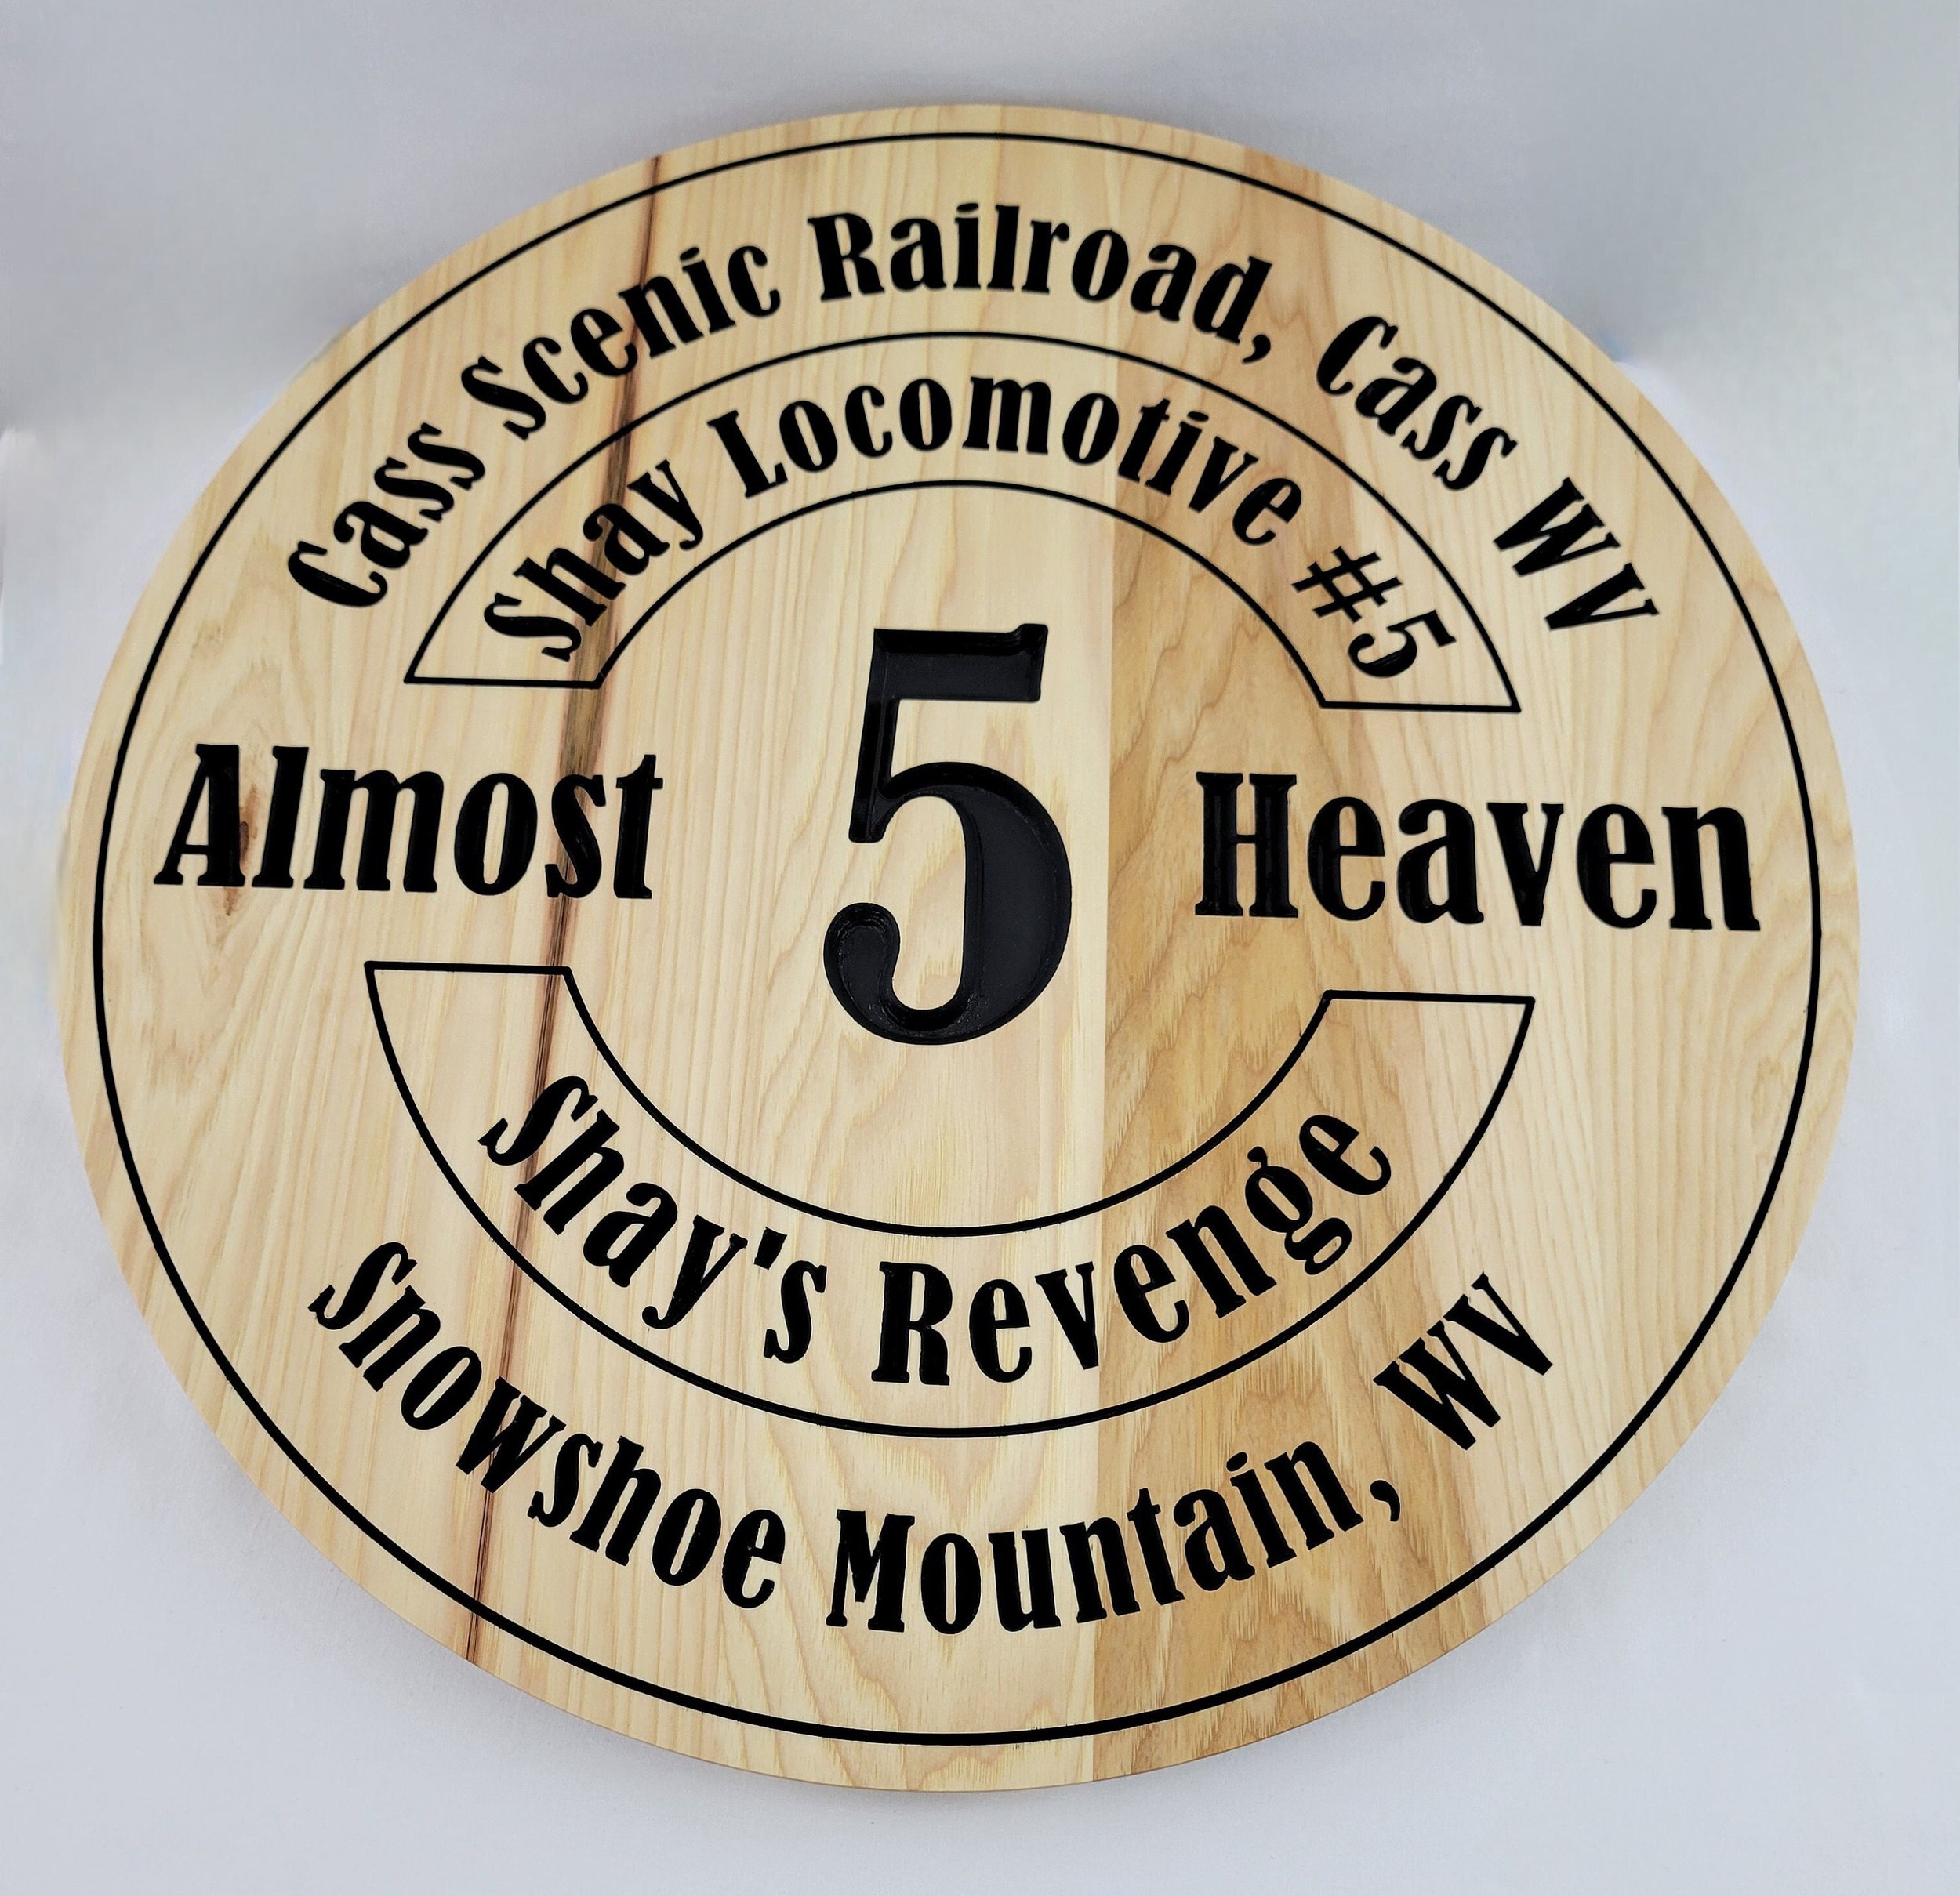 Cass Scenic Railroad, Cass WV
Shay Locomotive #5
Almost 5 Heaven
Shay's Revenge
Snowshoe Mountain, WV